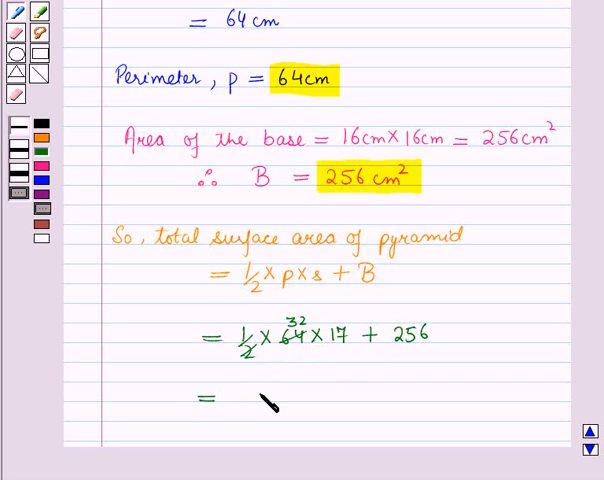 = 64 cm
Perimeter, p = 64cm
Area of the base = 16cm × 16cm = 256cm²
∴ B = 256 cm²
So, total surface area of pyramid
= 1/2 × p × s + B
32
= 1/2 × 64 × 17 + 256
=